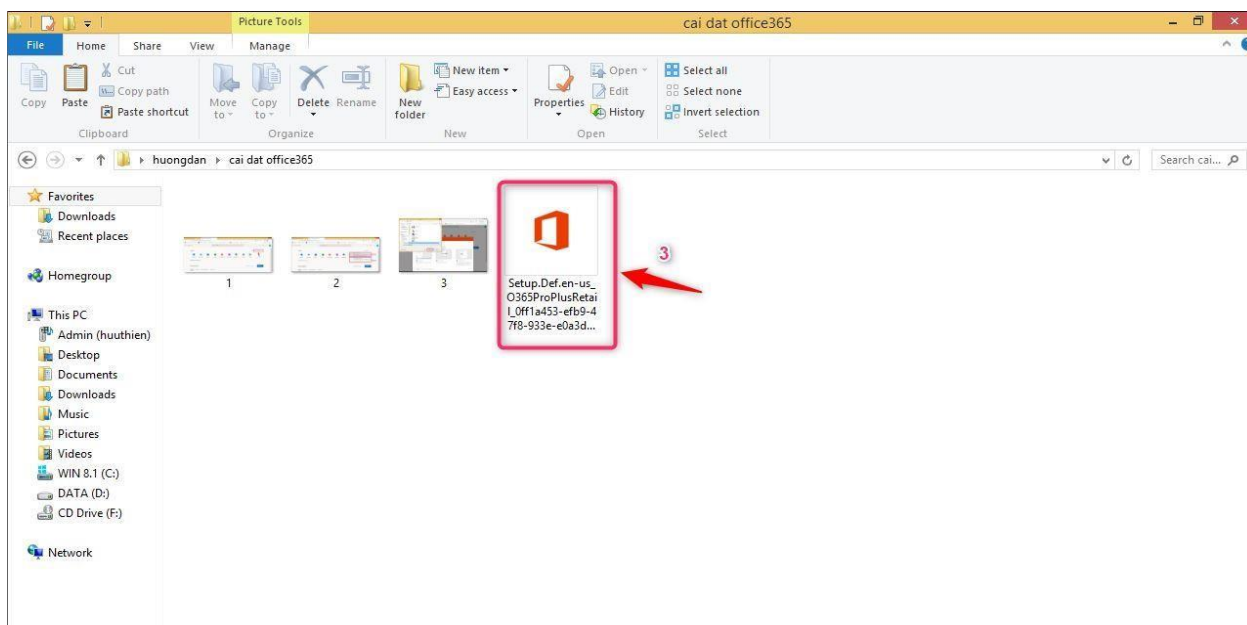 Picture Tools
cai dat office365
File Home Share View Manage
Cut
Copy path
Paste shortcut
Copy Paste
Clipboard
Move to
Copy to
Delete Rename
Organize
New folder
New item
Easy access
New
Properties
Open
Edit
History
Open
Select all
Select none
Invert selection
Select
huongdan cai dat office365
Search cai...
Favorites
Downloads
Recent places
Homegroup
This PC
Admin (huuthien)
Desktop
Documents
Downloads
Music
Pictures
Videos
WIN 8.1 (C:)
DATA (D:)
CD Drive (F:)
Network
1
2
3
Setup.Def.en-us_
O365ProPlusRetai
l_0ff1a453-efb9-4
7f8-933e-e0a3d...
3